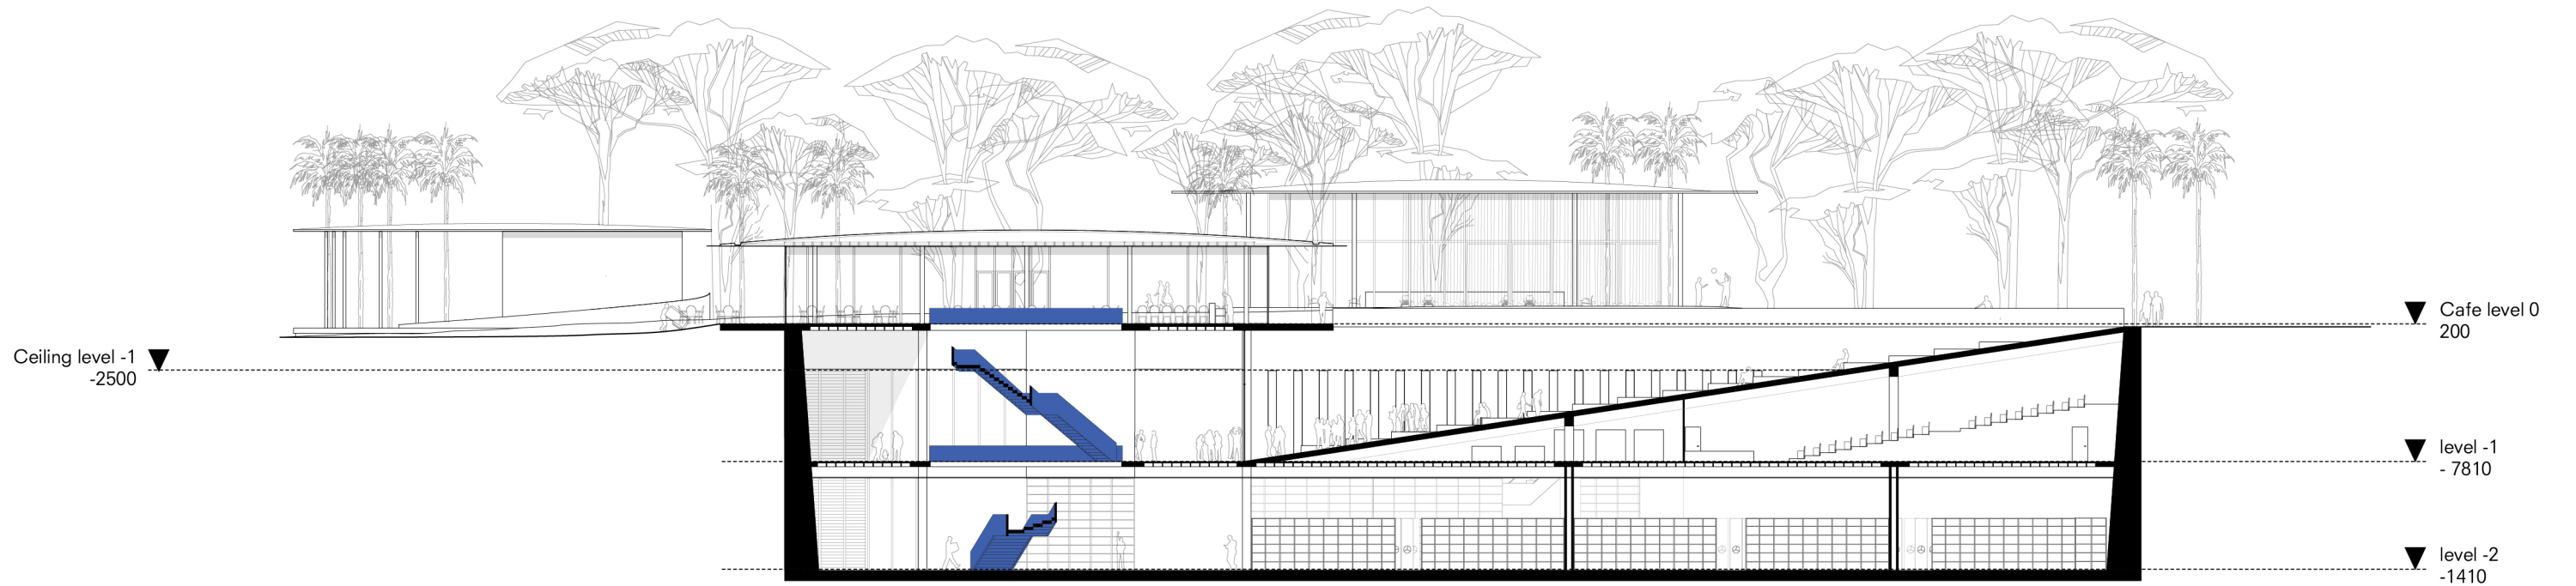 Cafe level 0
200
Ceiling level -1
-2500
level -1
- 7810
level -2
-1410